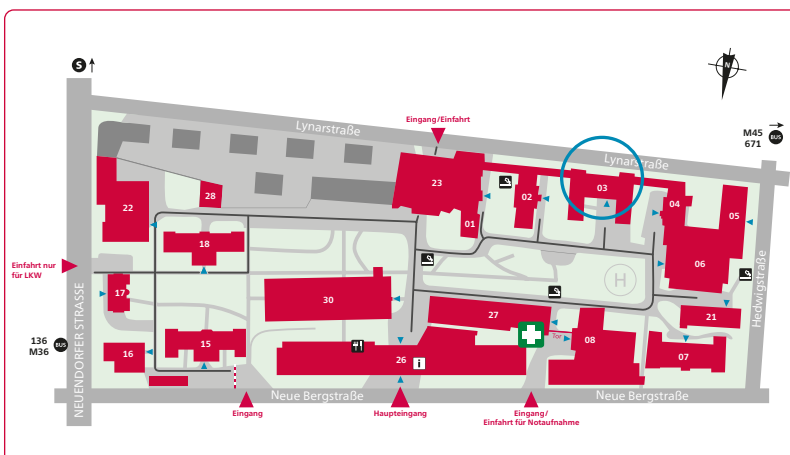 S
N
Eingang/Einfahrt
Lynarstraße
Lynarstraße
M45
671
BUS
23
03
02
04
05
22
28
01
18
06
Einfahrt nur
für LKW
H
17
30
27
21
Hedwigstraße
NEUENDORFER STRASSE
136
M36
BUS
16
15
26
i
Tor
08
07
Neue Bergstraße
Neue Bergstraße
Eingang
Haupteingang
Eingang/
Einfahrt für Notaufnahme